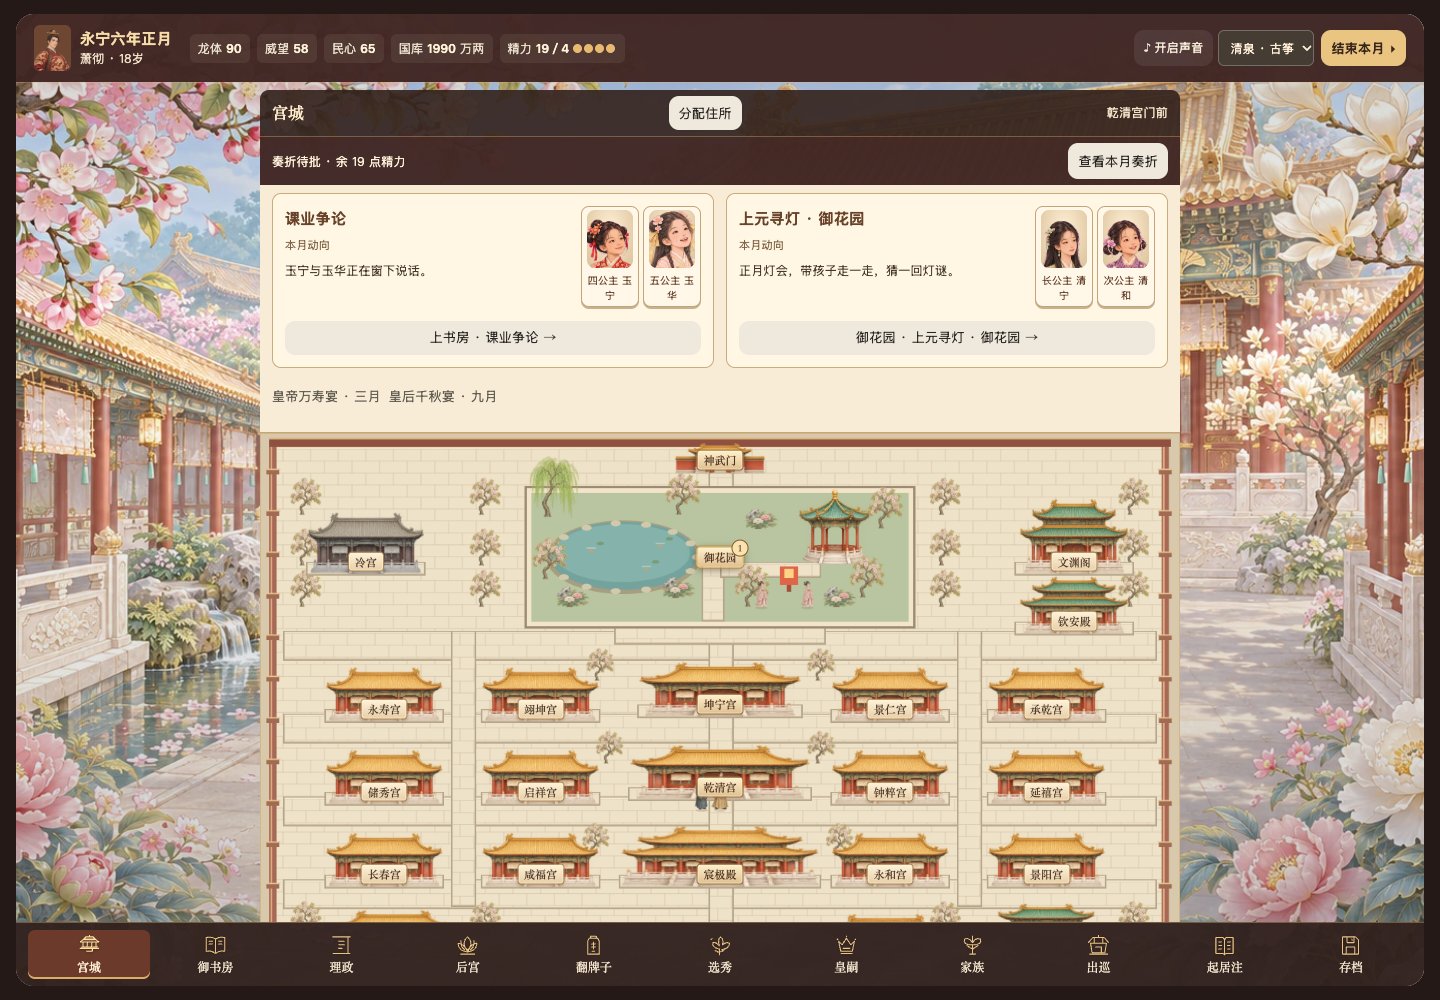 永宁六年正月
萧彻 · 18岁
龙体 90
威望 58
民心 65
国库 1990 万两
精力 19 / 4
♪ 开启声音
清泉 · 古筝
结束本月
宫城
分配住所
乾清宫门前
奏折待批 · 余 19 点精力
查看本月奏折
课业争论
本月动向
玉宁与玉华正在窗下说话。
四公主 玉
宁
五公主 玉
华
上书房 · 课业争论 →
上元寻灯 · 御花园
本月动向
正月灯会，带孩子走一走，猜一回灯谜。
长公主 清
宁
次公主 清
和
御花园 · 上元寻灯 · 御花园 →
皇帝万寿宴 · 三月 皇后千秋宴 · 九月
神武门
冷宫
御花园
1
文渊阁
钦安殿
永寿宫
翊坤宫
坤宁宫
景仁宫
承乾宫
储秀宫
启祥宫
乾清宫
钟粹宫
延禧宫
长春宫
咸福宫
宸极殿
永和宫
景阳宫
宫城
御书房
理政
后宫
翻牌子
选秀
皇嗣
家族
出巡
起居注
存档